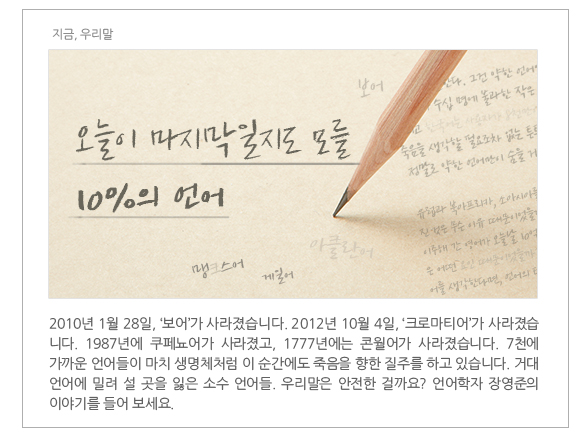 지금, 우리말
보어
오늘이 마지막일지도 모를
10%의 언어
아쿨란어
맹크스어
게일어
2010년 1월 28일, ‘보어’가 사라졌습니다. 2012년 10월 4일, ‘크로마티어’가 사라졌습
니다. 1987년에 쿠페뇨어가 사라졌고, 1777년에는 콘월어가 사라졌습니다. 7천에
가까운 언어들이 마치 생명체처럼 이 순간에도 죽음을 향한 질주를 하고 있습니다. 거대
언어에 밀려 설 곳을 잃은 소수 언어들. 우리말은 안전한 걸까요? 언어학자 장영준의
이야기를 들어 보세요.